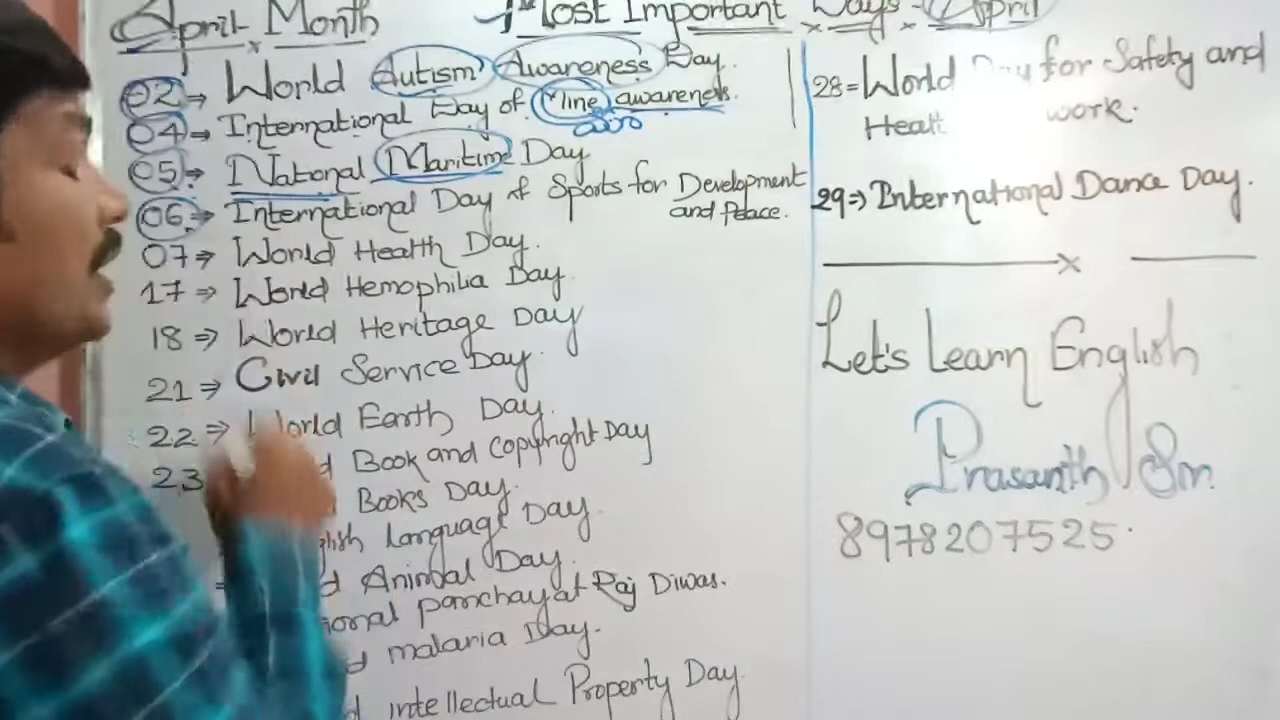 April Month
Most Important Days - April
02 → World Autism Awareness Day.
04 ⇒ International Day of Mine awareness.
05 ⇒ National Maritime Day
06 ⇒ International Day of Sports for Development
and Peace.
07 ⇒ World Health Day.
17 ⇒ World Hemophilia Day.
18 ⇒ World Heritage Day
21 ⇒ Civil Service Day.
22 ⇒ World Earth Day.
23 Book and Copyright Day
Books Day.
Language Day.
Animal Day.
Panchayat Raj Diwas.
malaria Day.
intellectual Property Day.
28 = World Day for Safety and
work.
29 ⇒ International Dance Day.
Let's Learn English
Prasanth Sir.
8978207525.